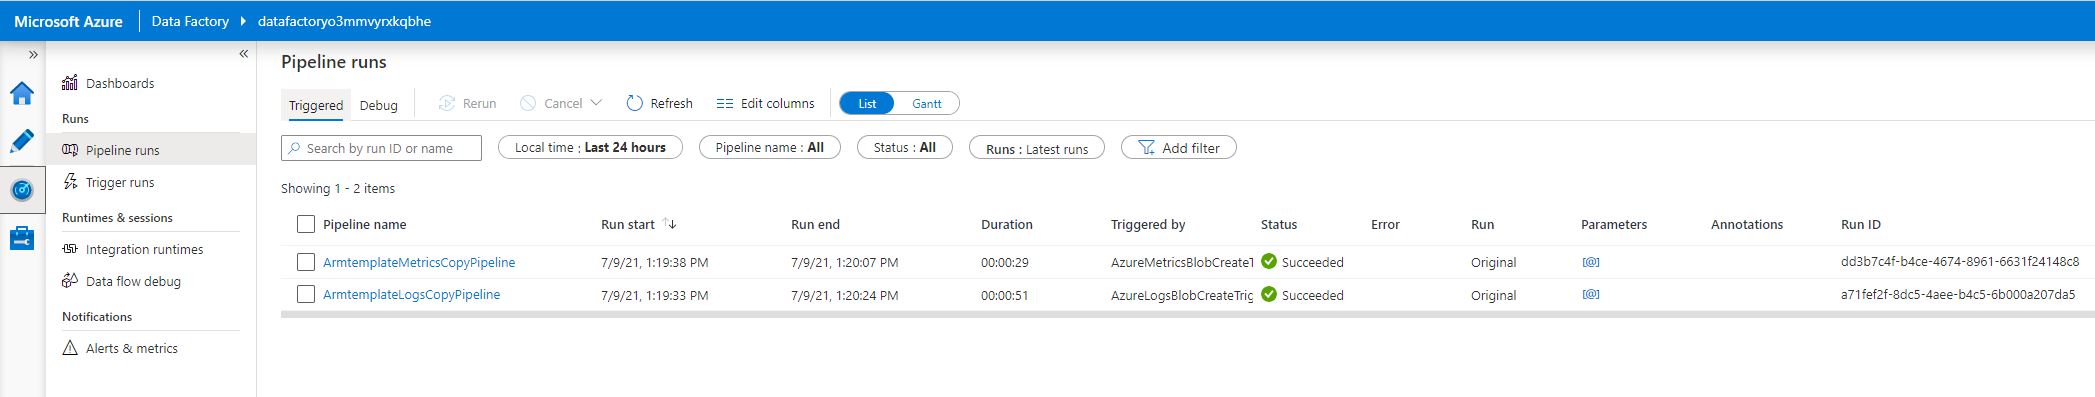 Microsoft Azure Data Factory datafactoryo3mmvyrxkqbhe
Dashboards
Runs
Pipeline runs
Trigger runs
Runtimes & sessions
Integration runtimes
Data flow debug
Notifications
Alerts & metrics
Pipeline runs
Triggered Debug Rerun Cancel Refresh Edit columns List Gantt
Search by run ID or name Local time : Last 24 hours Pipeline name : All Status : All Runs : Latest runs Add filter
Showing 1 - 2 items
Pipeline name Run start Run end Duration Triggered by Status Error Run Parameters Annotations Run ID
ArmtemplateMetricsCopyPipeline 7/9/21, 1:19:38 PM 7/9/21, 1:20:07 PM 00:00:29 AzureMetricsBlobCreateT Succeeded Original [@] dd3b7c4f-b4ce-4674-8961-6631f24148c8
ArmtemplateLogsCopyPipeline 7/9/21, 1:19:33 PM 7/9/21, 1:20:24 PM 00:00:51 AzureLogsBlobCreateTrig Succeeded Original [@] a71fef2f-8dc5-4aee-b4c5-6b000a207da5